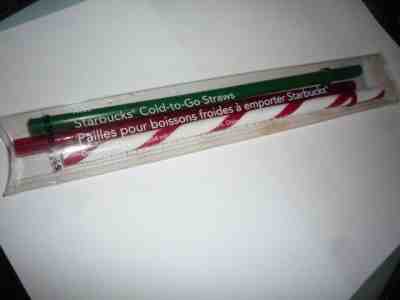 Starbucks® Cold-to-Go Straws
Pailles pour boissons froides à emporter Starbucks®